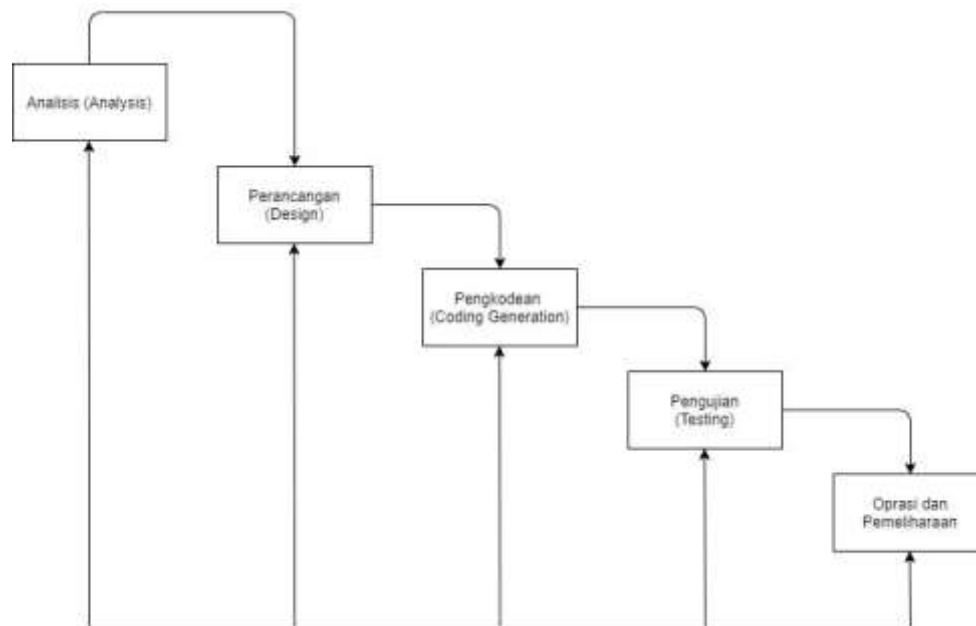 Analisis (Analysis)
Perancangan
(Design)
Pengkodean
(Coding Generation)
Pengujian
(Testing)
Oprasi dan
Pemeliharaan